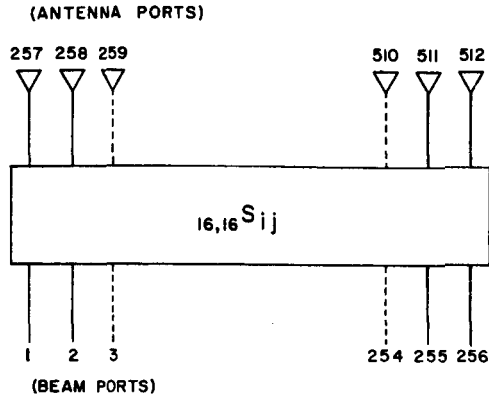 (ANTENNA PORTS)
257 258 259 510 511 512
16,16Sij
1 2 3 254 255 256
(BEAM PORTS)